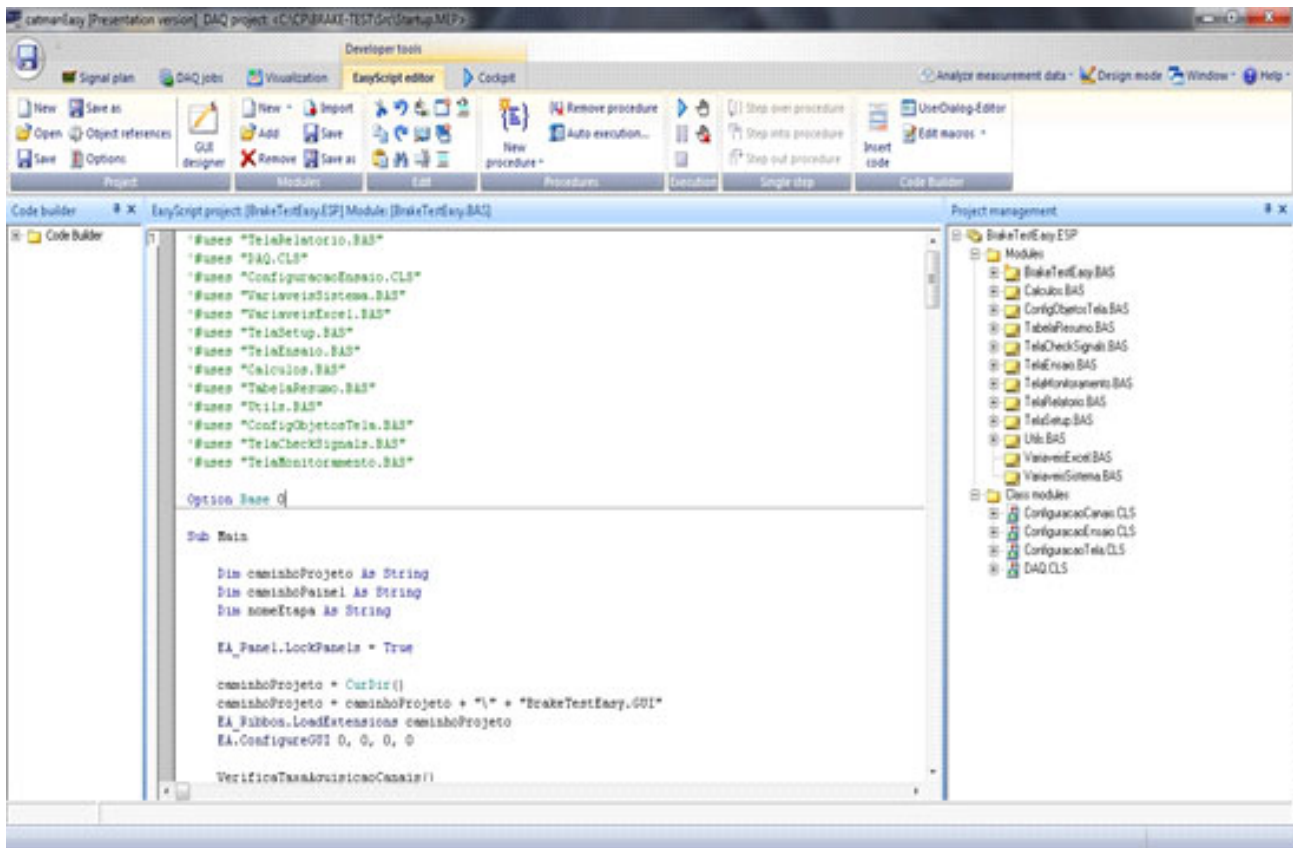 catmanEasy [Presentation version] DAQ project: <C:\CP\BRAKE-TEST\Src\Startup.MEP>
Developer tools
Signal plan DAQ jobs Visualization EasyScript editor Cockpit Analyze measurement data Design mode Window Help
New Save as New Import Remove procedure Step over procedure UserDialog-Editor
Open Object references Add Save Auto execution... Step into procedure Edit macros
Save Options GUI designer Remove Save as New procedure Step out procedure Insert code
Project Modules Edit Procedures Execution Single step Code Builder
Code builder EasyScript project: [BrakeTestEasy.ESP] Module: [BrakeTestEasy.BAS] Project management
Code Builder
1
'#uses "TelaRelatorio.BAS"
'#uses "DAQ.CLS"
'#uses "ConfiguracaoEnsaio.CLS"
'#uses "VariaveisSistema.BAS"
'#uses "VariaveisExcel.BAS"
'#uses "TelaSetup.BAS"
'#uses "TelaEnsaio.BAS"
'#uses "Calculos.BAS"
'#uses "TabelaResumo.BAS"
'#uses "Utils.BAS"
'#uses "ConfigObjetosTela.BAS"
'#uses "TelaCheckSignals.BAS"
'#uses "TelaMonitoramento.BAS"
Option Base 0
Sub Main
Dim caminhoProjeto As String
Dim caminhoPainel As String
Dim nomeEtapa As String
EA_Panel.LockPanels = True
caminhoProjeto = CurDir()
caminhoProjeto = caminhoProjeto + "\" + "BrakeTestEasy.GUI"
EA_Ribbon.LoadExtensions caminhoProjeto
EA.ConfigureGUI 0, 0, 0, 0
VerificaTaxaAquisicaoCanais()
BrakeTestEasy.ESP
Modules
BrakeTestEasy.BAS
Calculos.BAS
ConfigObjetosTela.BAS
TabelaResumo.BAS
TelaCheckSignals.BAS
TelaEnsaio.BAS
TelaMonitoramento.BAS
TelaRelatorio.BAS
TelaSetup.BAS
Utils.BAS
VariaveisExcel.BAS
VariaveisSistema.BAS
Class modules
ConfiguracaoCanais.CLS
ConfiguracaoEnsaio.CLS
ConfiguracaoTela.CLS
DAQ.CLS